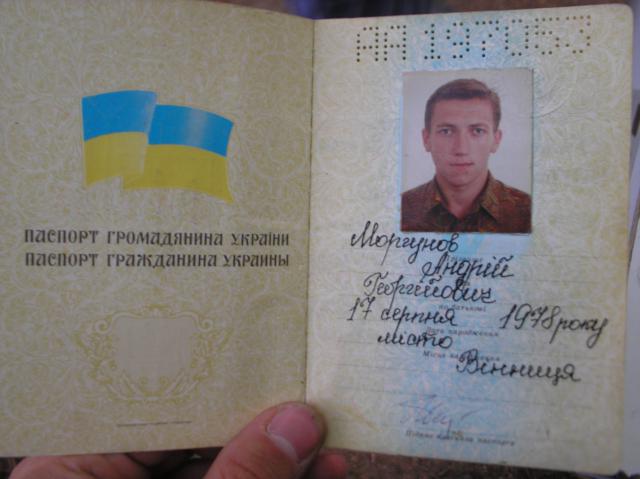 ПАСПОРТ ГРОМАДЯНИНА УКРАЇНИ
ПАСПОРТ ГРАЖДАНИНА УКРАИНЫ
АА 197053
Моргунов
Андрій
Георгійович
по батькові
17 серпня 1978 року
Дата народження
місто
Місце народження
Вінниця
Підпис власника паспорта